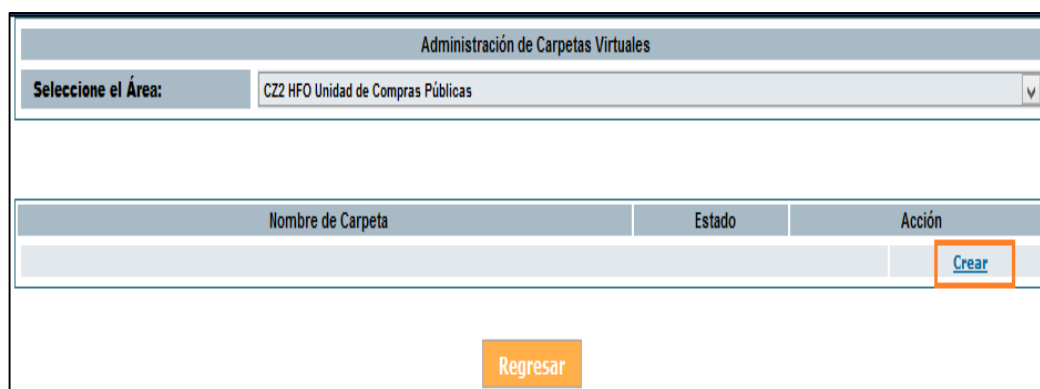 Administración de Carpetas Virtuales
Seleccione el Área: CZ2 HFO Unidad de Compras Públicas
Nombre de Carpeta Estado Acción
Crear
Regresar